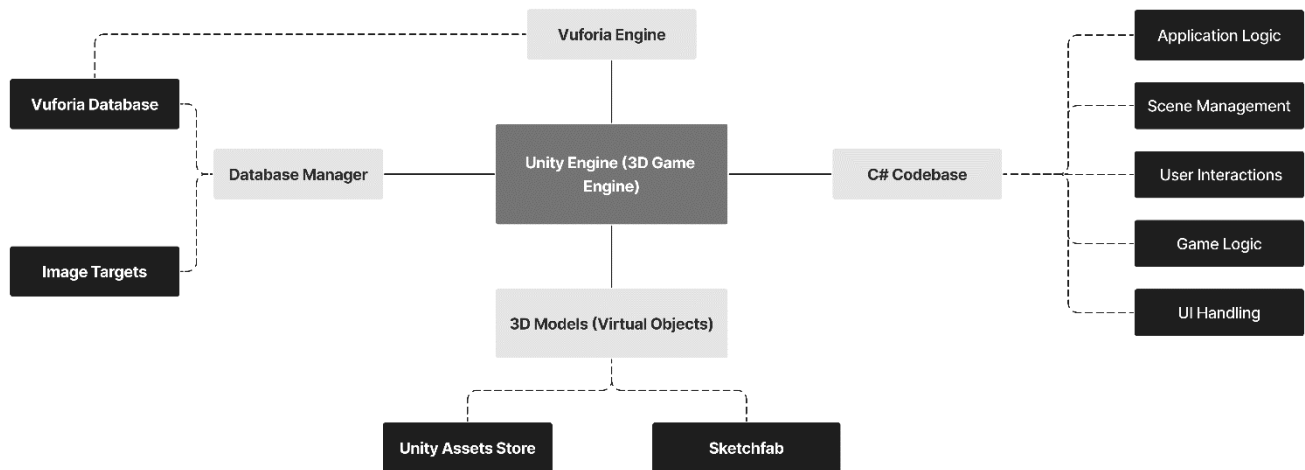 Vuforia Engine
Application Logic
Vuforia Database
Scene Management
Unity Engine (3D Game
Engine)
Database Manager
C# Codebase
User Interactions
Image Targets
Game Logic
3D Models (Virtual Objects)
UI Handling
Unity Assets Store
Sketchfab